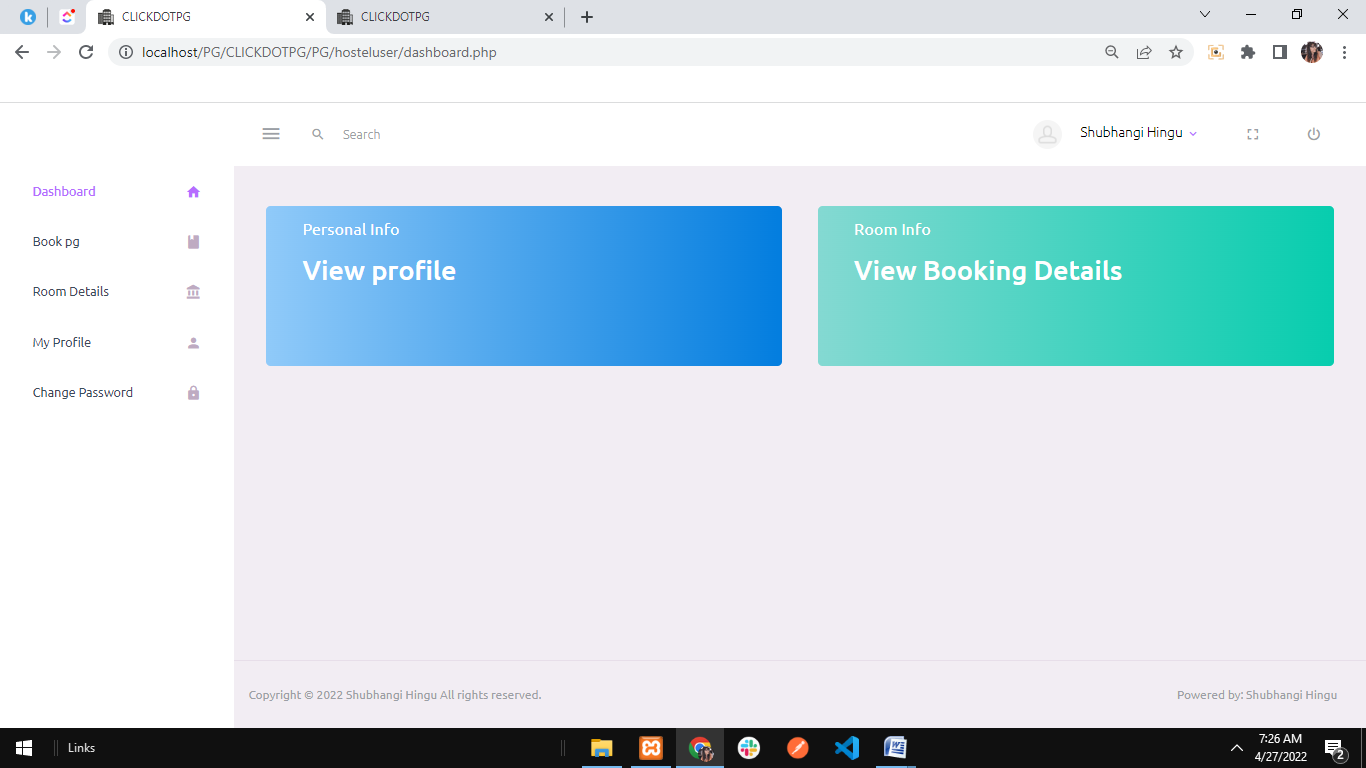 CLICKDOTPG
CLICKDOTPG
localhost/PG/CLICKDOTPG/PG/hosteluser/dashboard.php
Search
Shubhangi Hingu
Dashboard
Book pg
Room Details
My Profile
Change Password
Personal Info
View profile
Room Info
View Booking Details
Copyright © 2022 Shubhangi Hingu All rights reserved.
Powered by: Shubhangi Hingu
Links
7:26 AM
4/27/2022
2